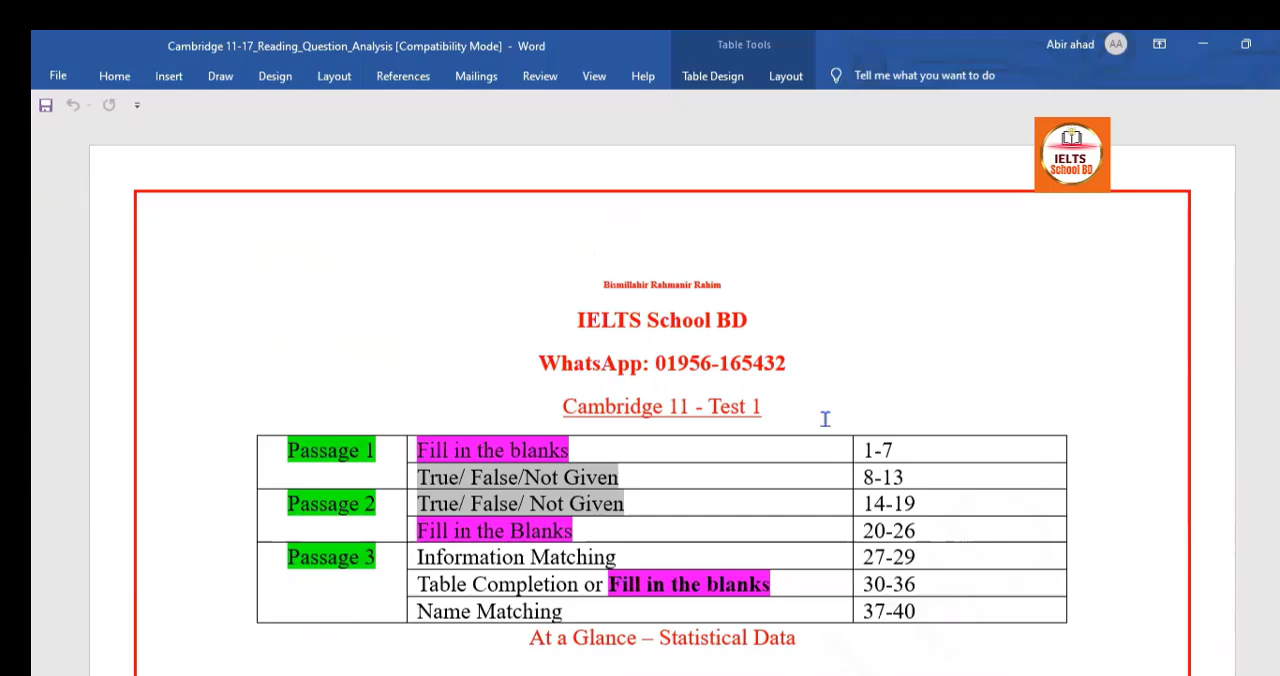 Cambridge 11-17_Reading_Question_Analysis [Compatibility Mode] - Word
Table Tools
Abir ahad AA
File Home Insert Draw Design Layout References Mailings Review View Help Table Design Layout Tell me what you want to do
IELTS
School BD
Bismillahir Rahmanir Rahim
IELTS School BD
WhatsApp: 01956-165432
Cambridge 11 - Test 1
Passage 1 Fill in the blanks 1-7
True/ False/Not Given 8-13
Passage 2 True/ False/ Not Given 14-19
Fill in the Blanks 20-26
Passage 3 Information Matching 27-29
Table Completion or Fill in the blanks 30-36
Name Matching 37-40
At a Glance – Statistical Data